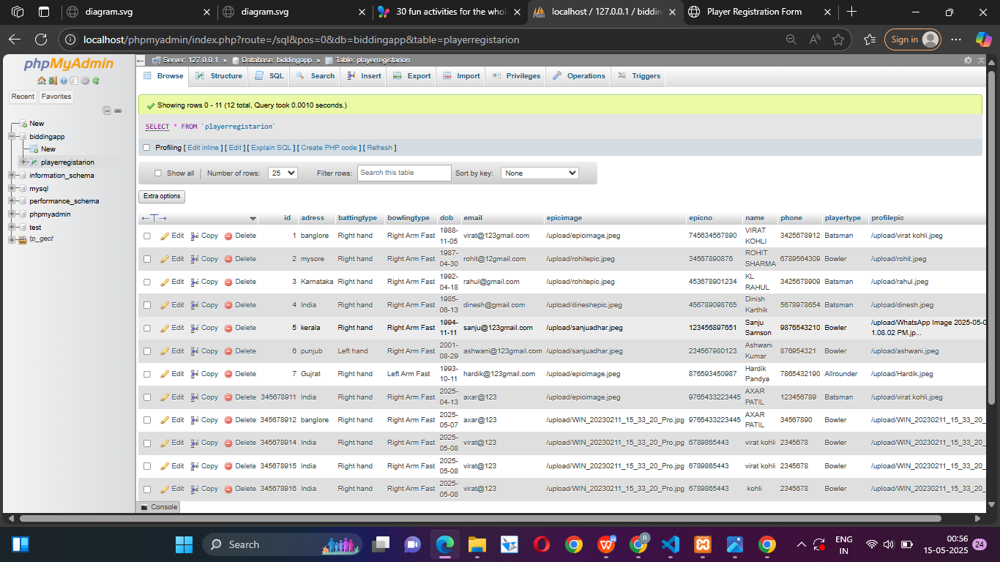 diagram.svg
diagram.svg
30 fun activities for the whol
localhost / 127.0.0.1 / biddin
Player Registration Form
localhost/phpmyadmin/index.php?route=/sql&pos=0&db=biddingapp&table=playerregistarion
Sign in
phpMyAdmin
Recent Favorites
New
biddingapp
New
playerregistarion
information_schema
mysql
performance_schema
phpmyadmin
test
tp_gect
Server: 127.0.0.1 » Database: biddingapp » Table: playerregistarion
Browse Structure SQL Search Insert Export Import Privileges Operations Triggers
Showing rows 0 - 11 (12 total, Query took 0.0010 seconds.)
SELECT * FROM `playerregistarion`
Profiling [ Edit inline ] [ Edit ] [ Explain SQL ] [ Create PHP code ] [ Refresh ]
Show all Number of rows: 25 Filter rows: Search this table Sort by key: None
Extra options
←T→ id adress battingtype bowlingtype dob email epicimage epicno name phone playertype profilepic
Edit Copy Delete 1 banglore Right hand Right Arm Fast 1988-11-05 virat@123gmail.com /upload/epicimage.jpeg 745634567890 VIRAT KOHLI 3425678912 Batsman /upload/virat kohli.jpeg
Edit Copy Delete 2 mysore Right hand Right Arm Fast 1987-04-30 rohit@12gmail.com /upload/rohitepic.jpeg 34567890876 ROHIT SHARMA 6789564309 Bowler /upload/rohit.jpeg
Edit Copy Delete 3 Karnataka Right hand Right Arm Fast 1992-04-18 rahul@gmail.com /upload/rohitepic.jpeg 453678901234 KL RAHUL 3425678909 Batsman /upload/rahul.jpeg
Edit Copy Delete 4 India Right hand Right Arm Fast 1985-06-13 dinesh@gmail.com /upload/dineshepic.jpeg 456789098765 Dinish Karthik 5678978654 Batsman /upload/dinesh.jpeg
Edit Copy Delete 5 kerala Right hand Right Arm Fast 1994-11-11 sanju@123gmail.com /upload/sanjuadhar.jpeg 123456897651 Sanju Samson 9876543210 Bowler /upload/WhatsApp Image 2025-05-0 1.08.02 PM.jp...
Edit Copy Delete 6 punjub Left hand Right Arm Fast 2001-08-29 ashwani@123gmail.com /upload/sanjuadhar.jpeg 234567980123 Ashwani Kumar 876954321 Bowler /upload/ashwani.jpeg
Edit Copy Delete 7 Gujrat Right hand Left Arm Fast 1993-10-11 hardik@123gmail.com /upload/epicimage.jpeg 876593450987 Hardik Pandya 7865432190 Allrounder /upload/Hardik.jpeg
Edit Copy Delete 345678911 India Right hand Right Arm Fast 2025-04-13 axar@123 /upload/epicimage.jpeg 9765433223445 AXAR PATIL 123456789 Batsman /upload/virat kohli.jpeg
Edit Copy Delete 345678912 banglore Right hand Right Arm Fast 2025-05-07 axar@123 /upload/WIN_20230211_15_33_20_Pro.jpg 9765433223445 AXAR PATIL 34567890 Bowler /upload/WIN_20230211_15_33_20_
Edit Copy Delete 345678914 India Right hand Right Arm Fast 2025-05-08 virat@123 /upload/WIN_20230211_15_33_20_Pro.jpg 6789865443 virat kohli 2345678 Bowler /upload/WIN_20230211_15_33_20_
Edit Copy Delete 345678915 India Right hand Right Arm Fast 2025-05-08 virat@123 /upload/WIN_20230211_15_33_20_Pro.jpg 6789865443 virat kohli 2345678 Bowler /upload/WIN_20230211_15_33_20_
Edit Copy Delete 345678916 India Right hand Right Arm Fast 2025-05-08 virat@123 /upload/WIN_20230211_15_33_20_Pro.jpg 6789865443 kohli 2345678 Bowler /upload/WIN_20230211_15_33_20_
Console
Search
ENG
IN
00:56
15-05-2025
24